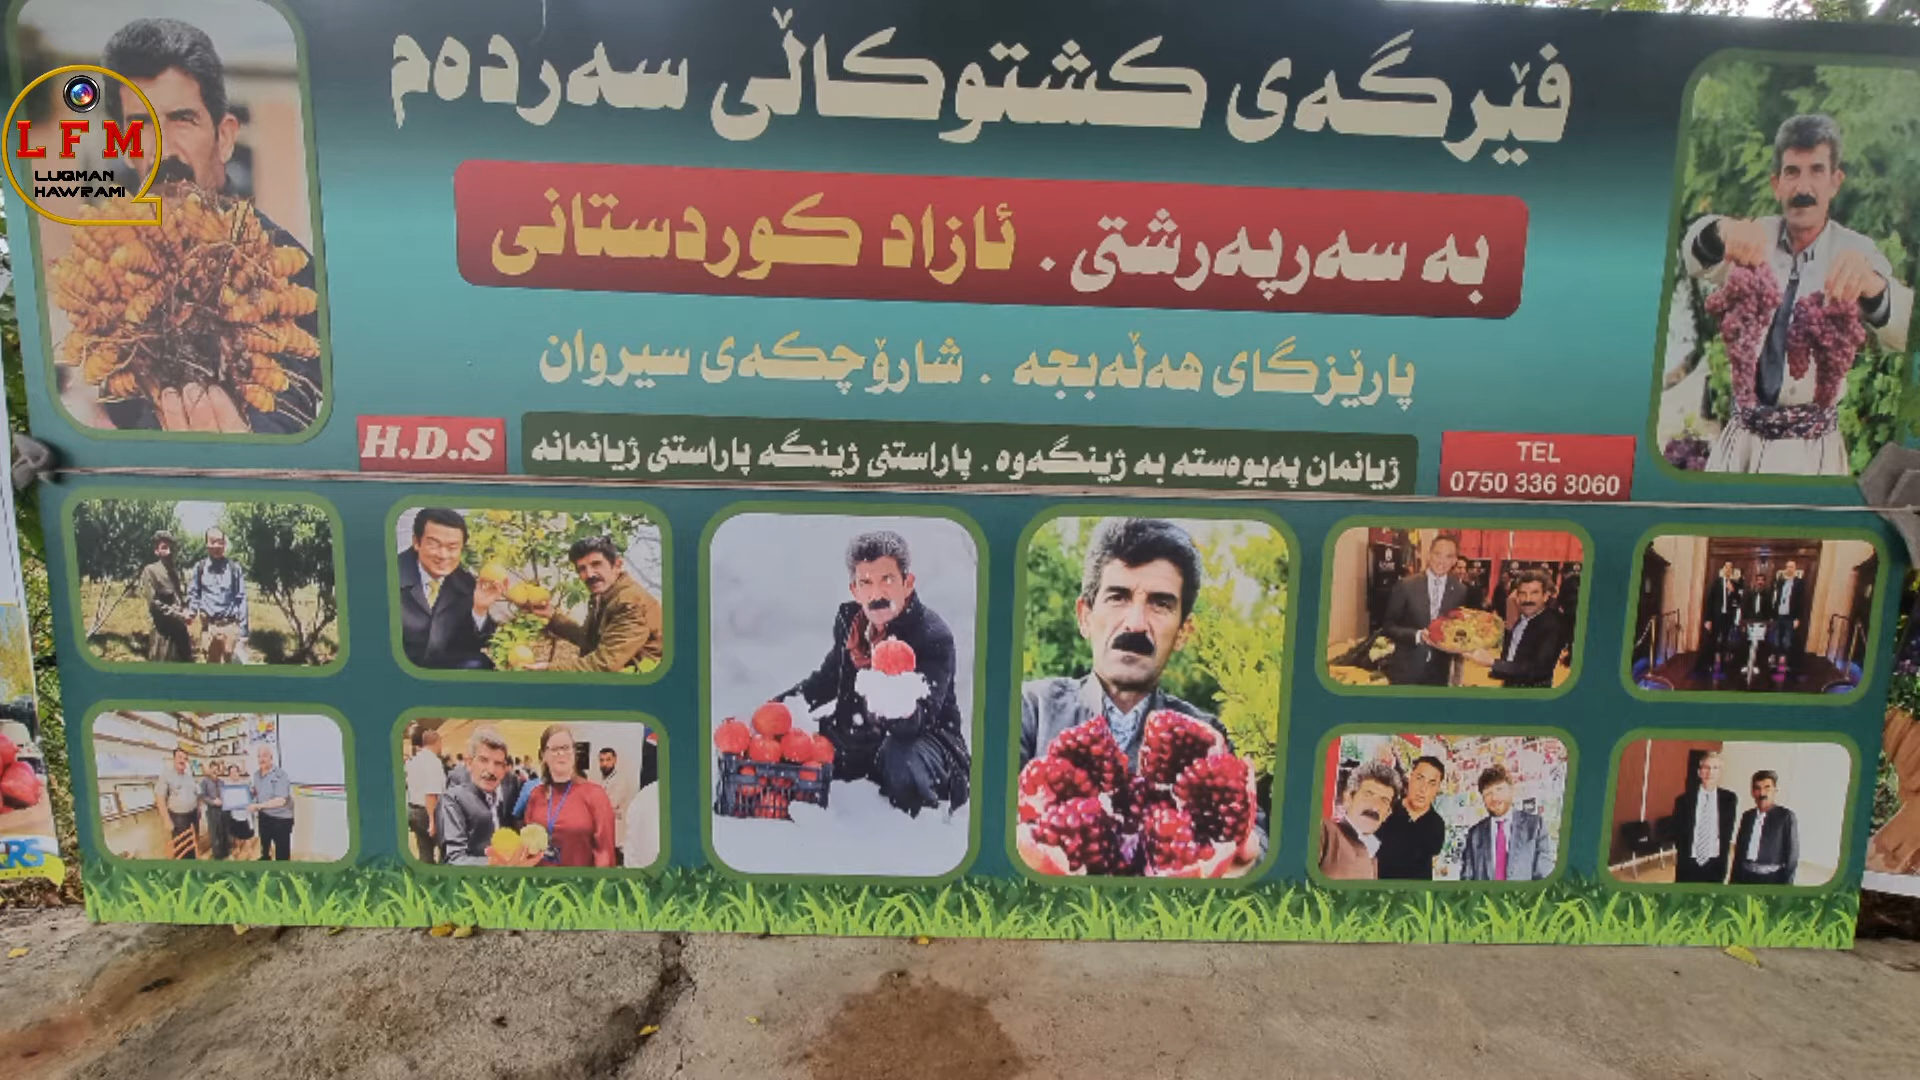 فێرگەی کشتوکاڵی سەردەم
بە سەرپەرشتی . ئازاد کوردستانی
پارێزگای هەڵەبجە . شارۆچکەی سیروان
H.D.S
ژیانمان پەیوەستە بە ژینگەوە . پاراستنی ژینگە پاراستنی ژیانمانە
TEL
0750 336 3060
LFM
LUQMAN
HAWRAMI